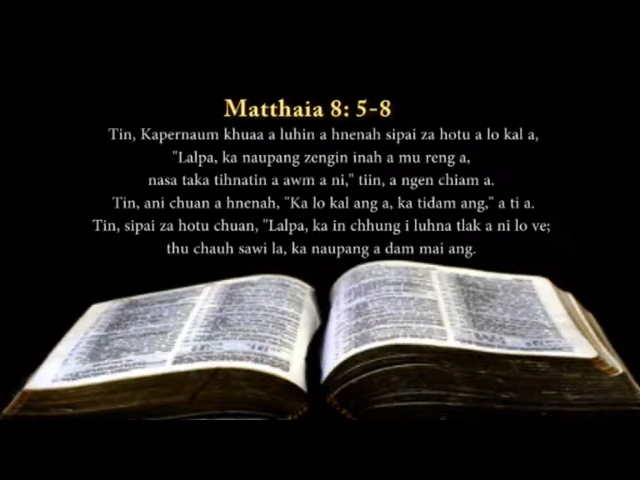 Matthaia 8: 5-8
Tin, Kapernaum khuaa a luhin a hnenah sipai za hotu a lo kal a,
"Lalpa, ka naupang zengin inah a mu reng a,
nasa taka tihnatin a awm a ni," tiin, a ngen chiam a.
Tin, ani chuan a hnenah, "Ka lo kal ang a, ka tidam ang," a ti a.
Tin, sipai za hotu chuan, "Lalpa, ka in chhung i luhna tlak a ni lo ve;
thu chauh sawi la, ka naupang a dam mai ang.